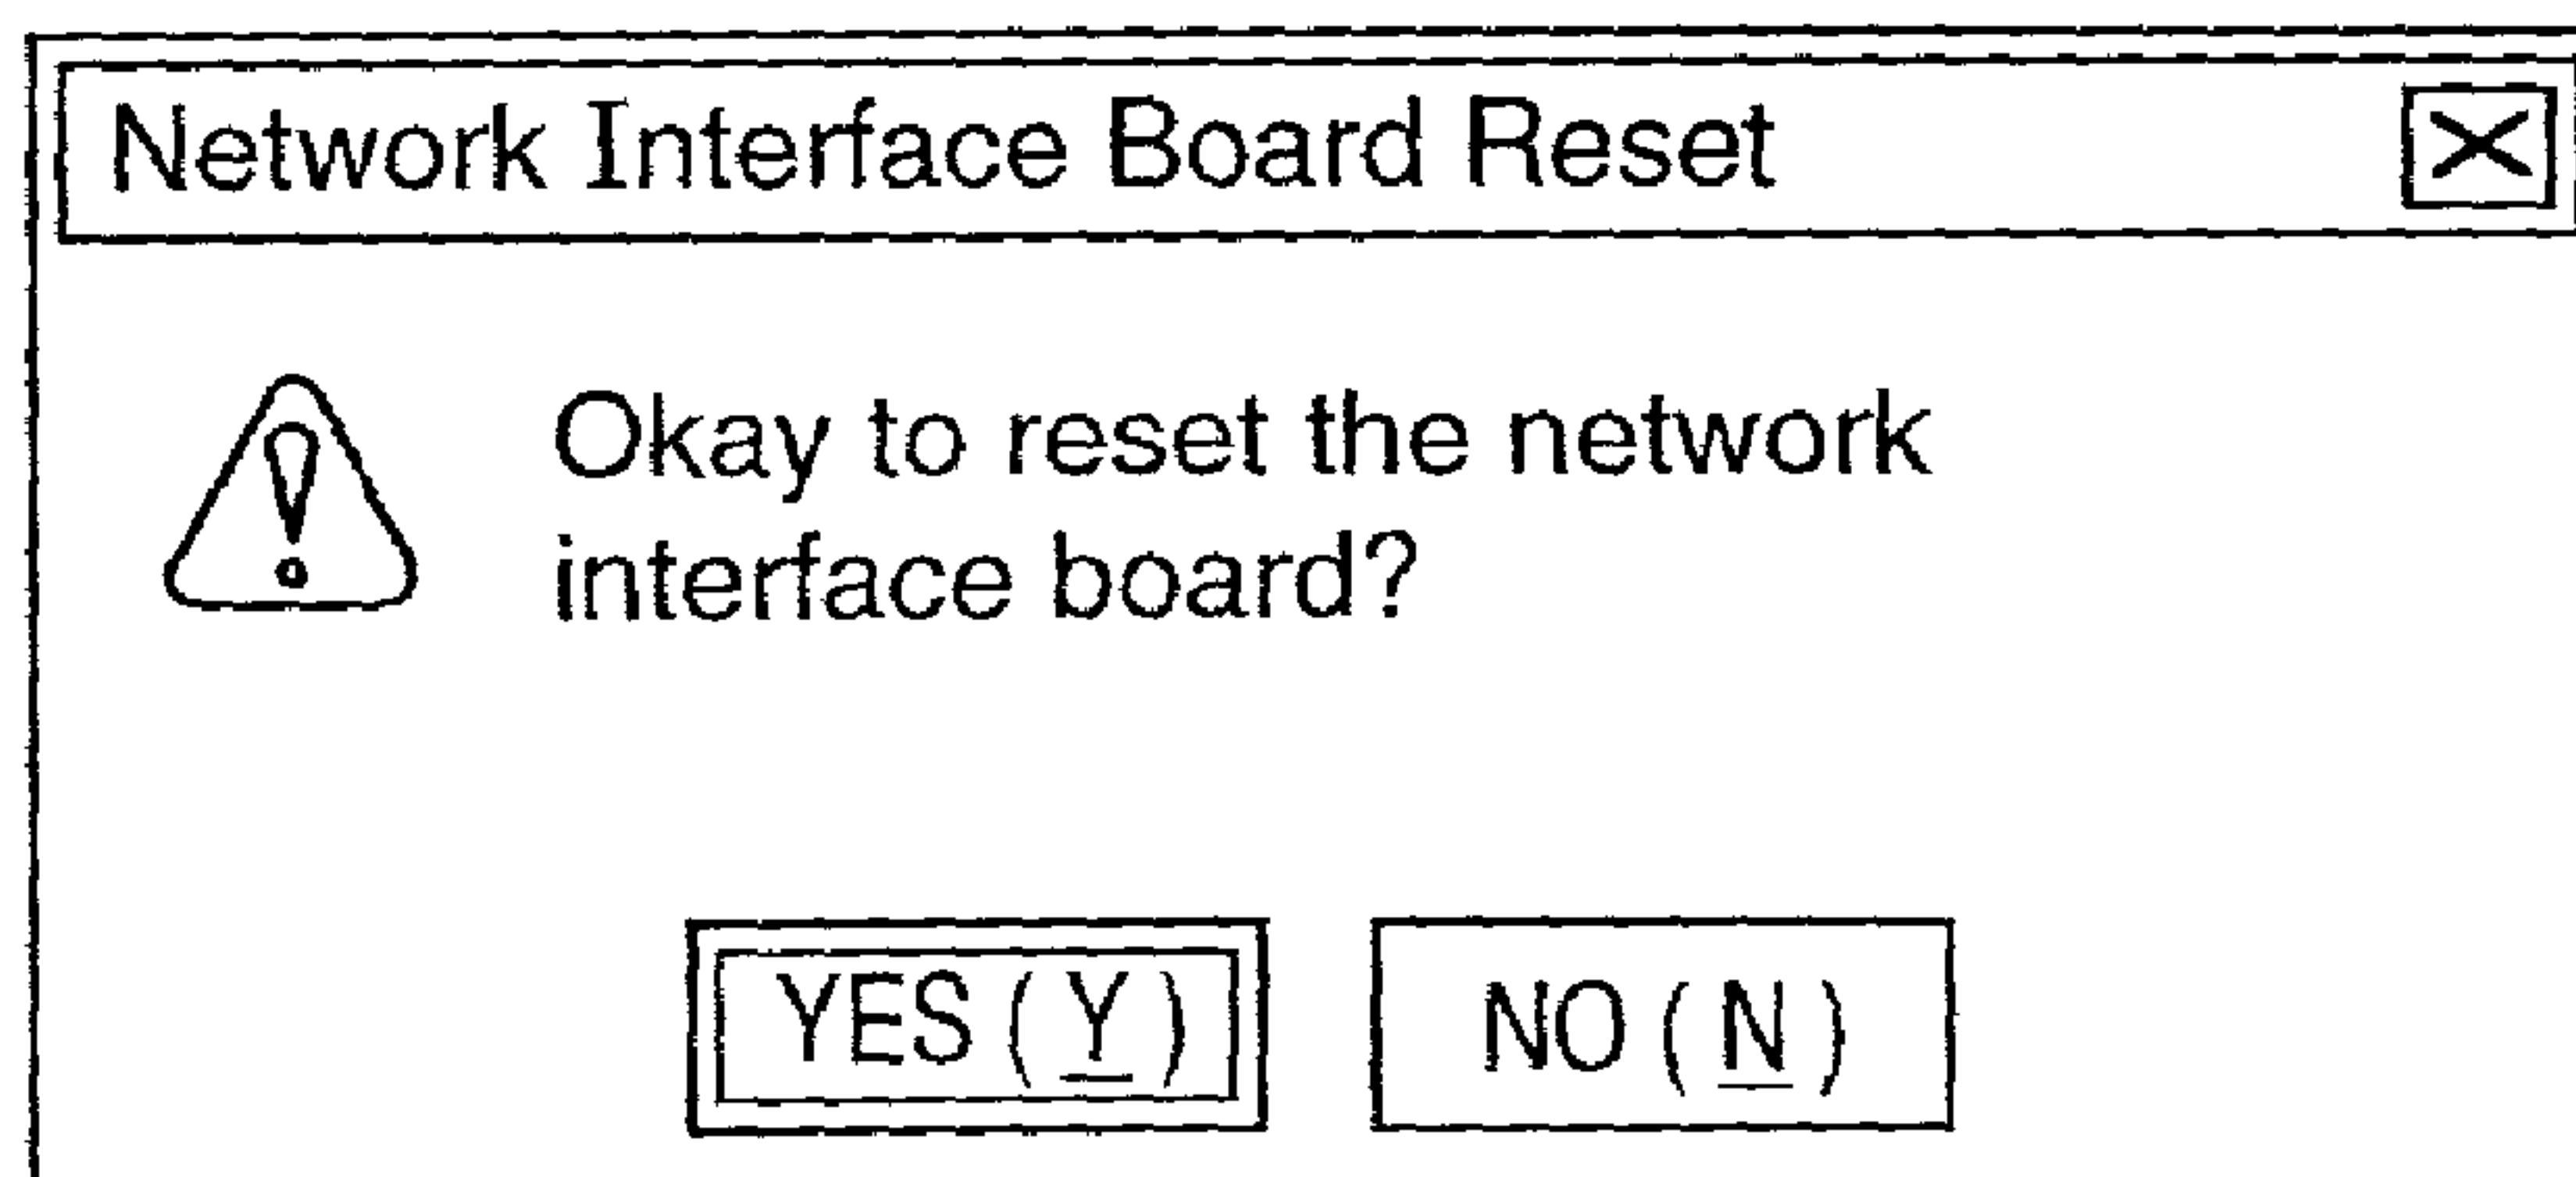 Network Interface Board Reset
Okay to reset the network
interface board?
YES (Y)
NO (N)